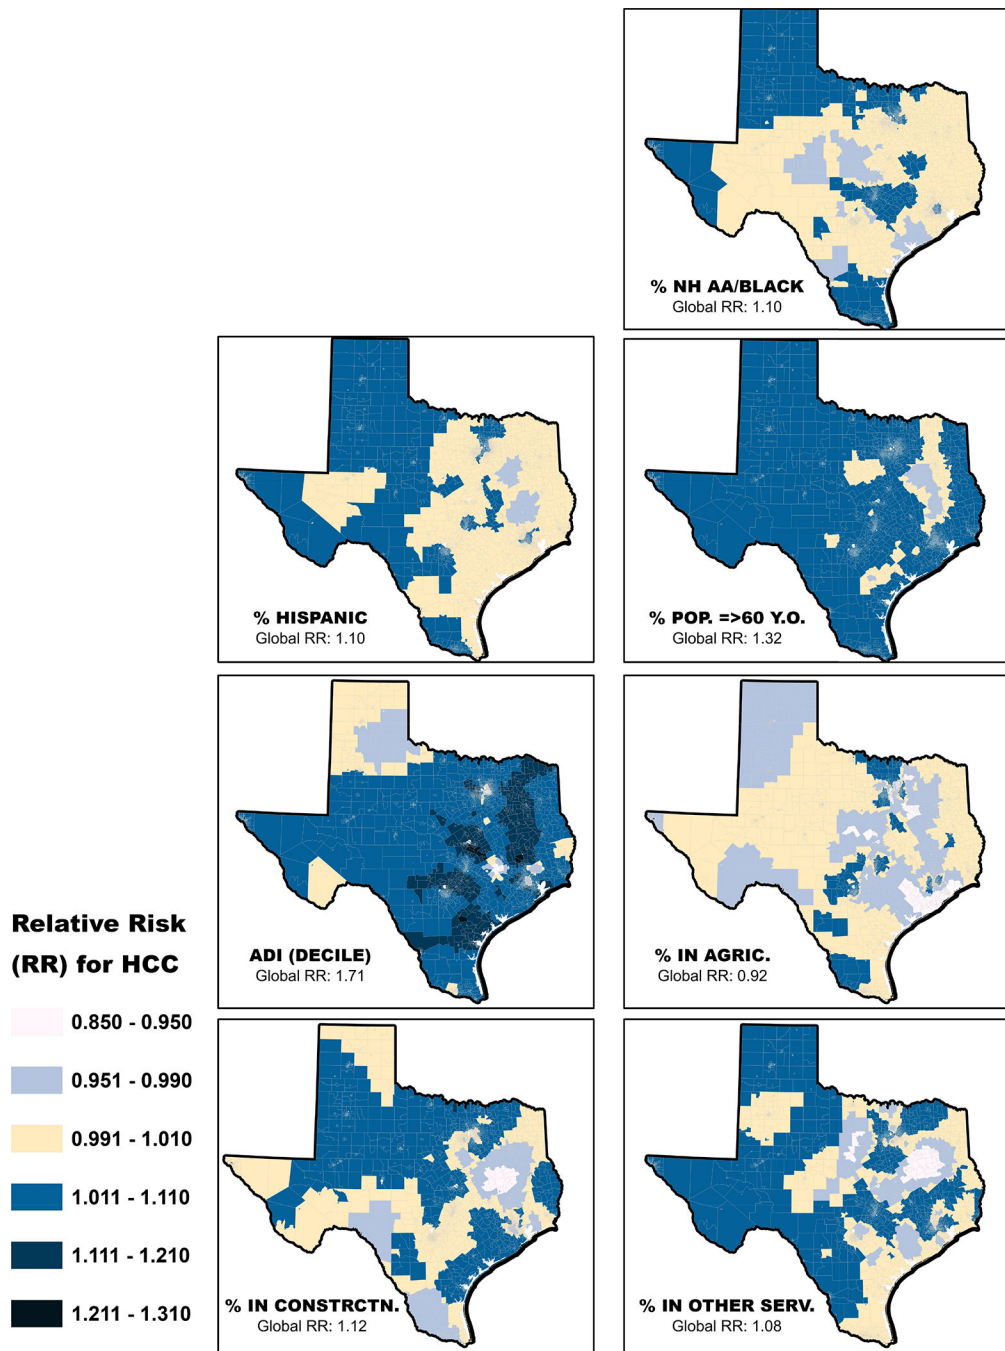 % NH AA/BLACK
Global RR: 1.10
% HISPANIC
Global RR: 1.10
% POP. =>60 Y.O.
Global RR: 1.32
ADI (DECILE)
Global RR: 1.71
% IN AGRIC.
Global RR: 0.92
% IN CONSTRCTN.
Global RR: 1.12
% IN OTHER SERV.
Global RR: 1.08
Relative Risk
(RR) for HCC
0.850 - 0.950
0.951 - 0.990
0.991 - 1.010
1.011 - 1.110
1.111 - 1.210
1.211 - 1.310